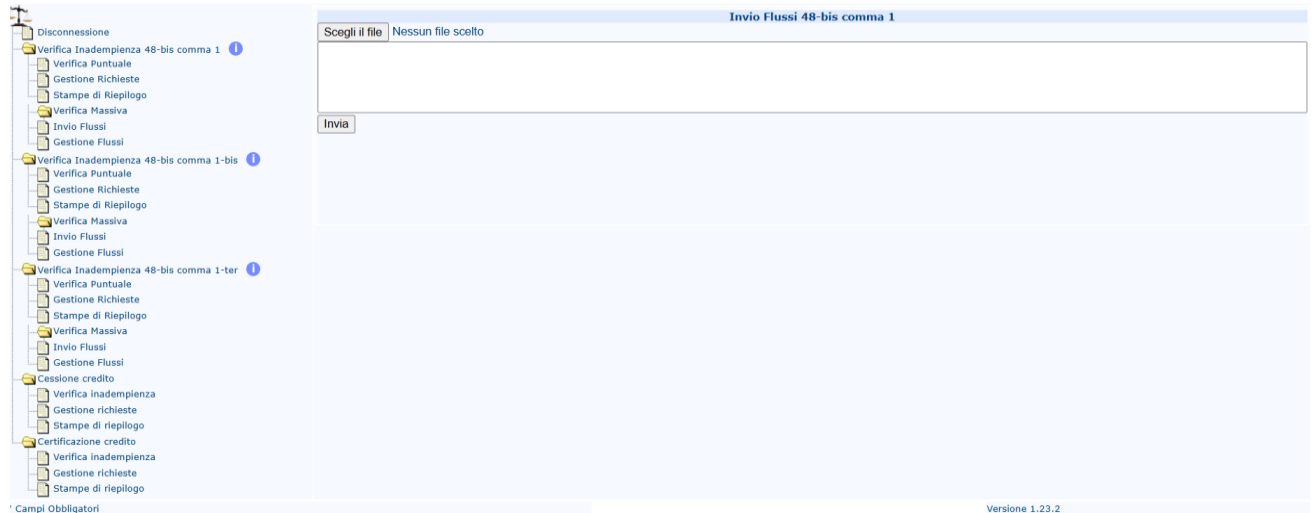 Disconnessione
Verifica Inadempienza 48-bis comma 1 i
Verifica Puntuale
Gestione Richieste
Stampe di Riepilogo
Verifica Massiva
Invio Flussi
Gestione Flussi
Verifica Inadempienza 48-bis comma 1-bis i
Verifica Puntuale
Gestione Richieste
Stampe di Riepilogo
Verifica Massiva
Invio Flussi
Gestione Flussi
Verifica Inadempienza 48-bis comma 1-ter i
Verifica Puntuale
Gestione Richieste
Stampe di Riepilogo
Verifica Massiva
Invio Flussi
Gestione Flussi
Cessione credito
Verifica inadempienza
Gestione richieste
Stampe di riepilogo
Certificazione credito
Verifica inadempienza
Gestione richieste
Stampe di riepilogo
Invio Flussi 48-bis comma 1
Scegli il file Nessun file scelto
Invia
' Campi Obbligatori
Versione 1.23.2